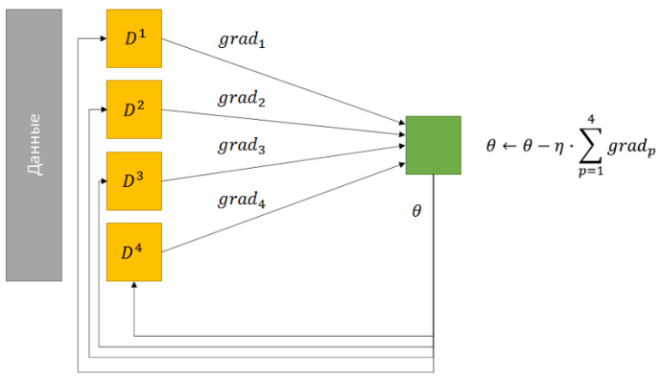 Данные
D¹
grad₁
D²
grad₂
D³
grad₃
D⁴
grad₄
θ ← θ − η · ∑ₚ₌₁⁴ gradₚ
θ